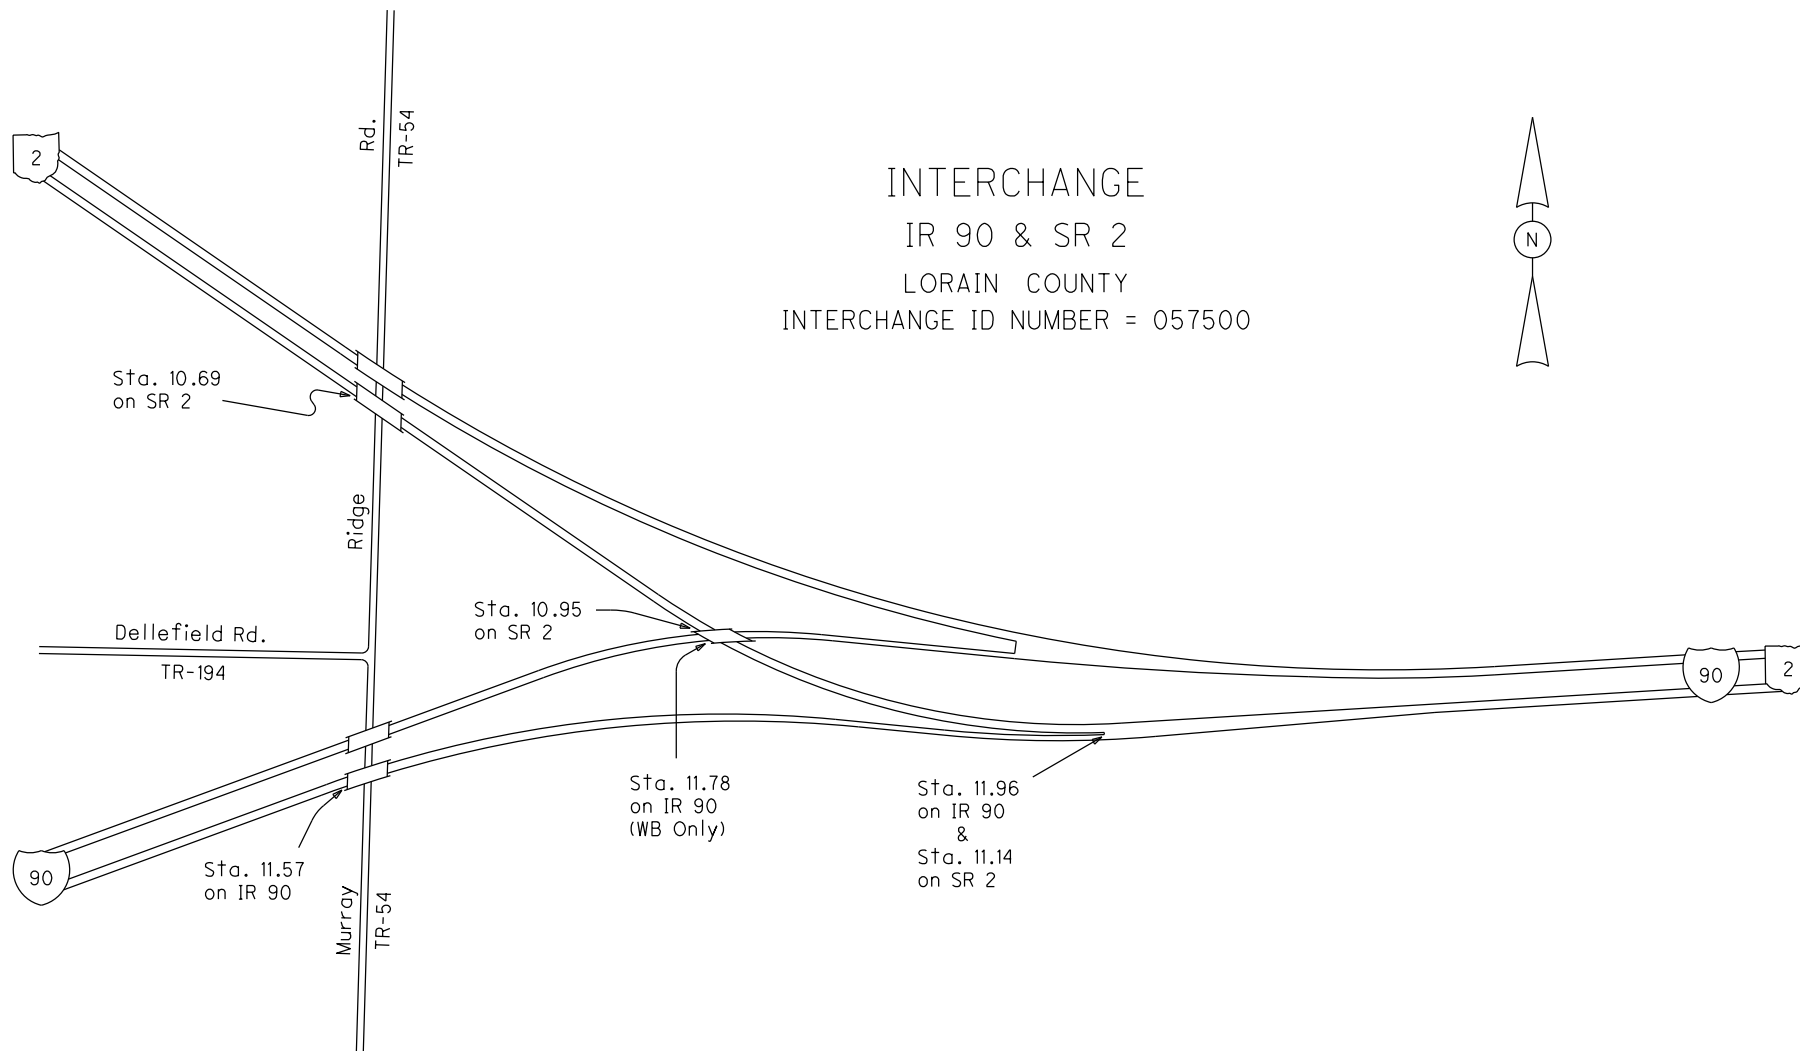 INTERCHANGE
IR 90 & SR 2
LORAIN COUNTY
INTERCHANGE ID NUMBER = 057500
N
2
Rd.
TR-54
Sta. 10.69
on SR 2
Ridge
Sta. 10.95
on SR 2
Dellefield Rd.
TR-194
90
2
Sta. 11.78
on IR 90
(WB Only)
Sta. 11.96
on IR 90
&
Sta. 11.14
on SR 2
Sta. 11.57
on IR 90
90
Murray
TR-54